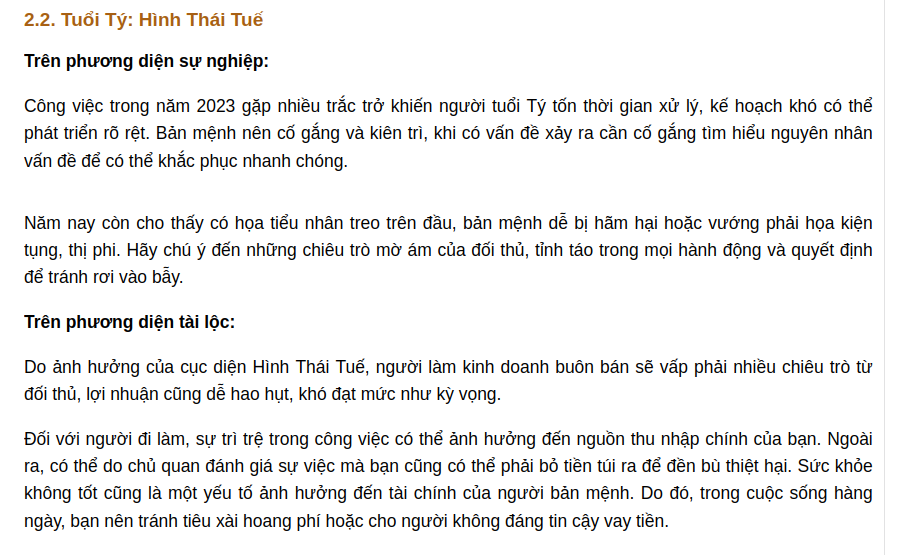 2.2. Tuổi Tý: Hình Thái Tuế
Trên phương diện sự nghiệp:
Công việc trong năm 2023 gặp nhiều trắc trở khiến người tuổi Tý tốn thời gian xử lý, kế hoạch khó có thể
phát triển rõ rệt. Bản mệnh nên cố gắng và kiên trì, khi có vấn đề xảy ra cần cố gắng tìm hiểu nguyên nhân
vấn đề để có thể khắc phục nhanh chóng.
Năm nay còn cho thấy có họa tiểu nhân treo trên đầu, bản mệnh dễ bị hãm hại hoặc vướng phải họa kiện
tụng, thị phi. Hãy chú ý đến những chiêu trò mờ ám của đối thủ, tỉnh táo trong mọi hành động và quyết định
để tránh rơi vào bẫy.
Trên phương diện tài lộc:
Do ảnh hưởng của cục diện Hình Thái Tuế, người làm kinh doanh buôn bán sẽ vấp phải nhiều chiêu trò từ
đối thủ, lợi nhuận cũng dễ hao hụt, khó đạt mức như kỳ vọng.
Đối với người đi làm, sự trì trệ trong công việc có thể ảnh hưởng đến nguồn thu nhập chính của bạn. Ngoài
ra, có thể do chủ quan đánh giá sự việc mà bạn cũng có thể phải bỏ tiền túi ra để đền bù thiệt hại. Sức khỏe
không tốt cũng là một yếu tố ảnh hưởng đến tài chính của người bản mệnh. Do đó, trong cuộc sống hàng
ngày, bạn nên tránh tiêu xài hoang phí hoặc cho người không đáng tin cậy vay tiền.